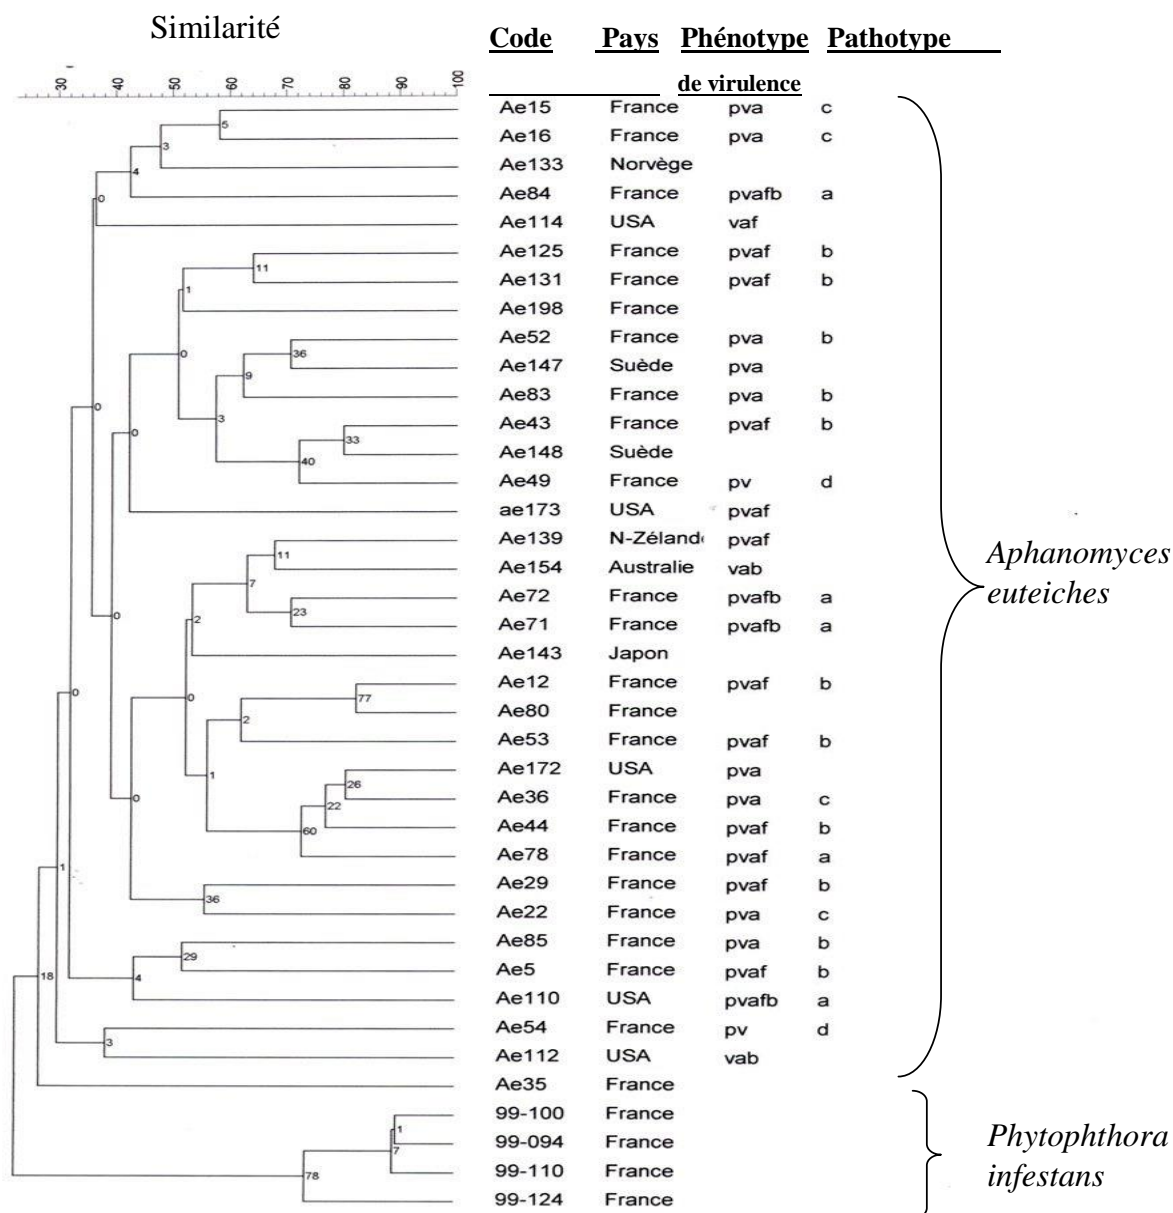 Similarité
Code Pays Phénotype Pathotype
de virulence
30 40 50 60 70 80 90 100
Ae15 France pva c
5
Ae16 France pva c
3
Ae133 Norvège
4
Ae84 France pvafb a
0
Ae114 USA vaf
Ae125 France pvaf b
11
Ae131 France pvaf b
1
Ae198 France
Ae52 France pva b
0 36
Ae147 Suède pva
9
Ae83 France pva b
0
3
Ae43 France pvaf b
0 33
Ae148 Suède
40
Ae49 France pv d
ae173 USA pvaf
Ae139 N-Zéland pvaf
11
Aphanomyces
Ae154 Australie vab
7
euteiches
Ae72 France pvafb a
0 2 23
Ae71 France pvafb a
Ae143 Japon
Ae12 France pvaf b
0 0 77
Ae80 France
2
Ae53 France pvaf b
Ae172 USA pva
1 26
Ae36 France pva c
0 22
Ae44 France pvaf b
60
Ae78 France pvaf a
1
Ae29 France pvaf b
36
Ae22 France pva c
Ae85 France pva b
29
Ae5 France pvaf b
18 4
Ae110 USA pvafb a
Ae54 France pv d
3
Ae112 USA vab
Ae35 France
99-100 France
1
99-094 France
Phytophthora
7
99-110 France
78
infestans
99-124 France